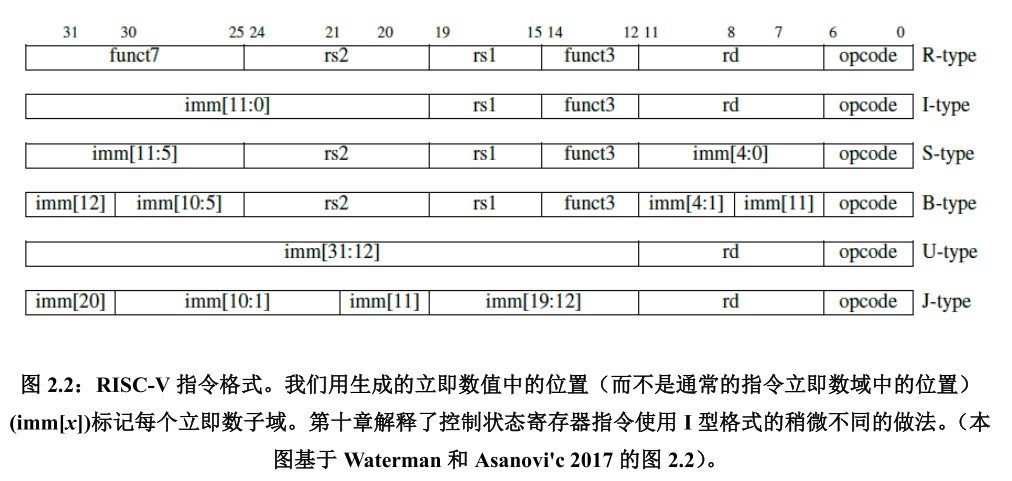 31 30 25 24 21 20 19 15 14 12 11 8 7 6 0
funct7 rs2 rs1 funct3 rd opcode R-type
imm[11:0] rs1 funct3 rd opcode I-type
imm[11:5] rs2 rs1 funct3 imm[4:0] opcode S-type
imm[12] imm[10:5] rs2 rs1 funct3 imm[4:1] imm[11] opcode B-type
imm[31:12] rd opcode U-type
imm[20] imm[10:1] imm[11] imm[19:12] rd opcode J-type
图 2.2：RISC-V 指令格式。我们用生成的立即数值中的位置（而不是通常的指令立即数域中的位置）
(imm[x])标记每个立即数子域。第十章解释了控制状态寄存器指令使用 I 型格式的稍微不同的做法。（本
图基于 Waterman 和 Asanovi'c 2017 的图 2.2）。